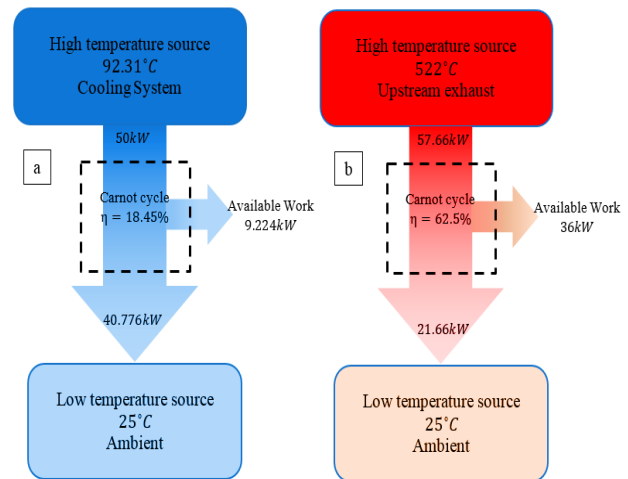 High temperature source
92.31°C
Cooling System
50kW
a
Carnot cycle
η = 18.45%
Available Work
9.224kW
40.776kW
Low temperature source
25°C
Ambient
High temperature source
522°C
Upstream exhaust
57.66kW
b
Carnot cycle
η = 62.5%
Available Work
36kW
21.66kW
Low temperature source
25°C
Ambient